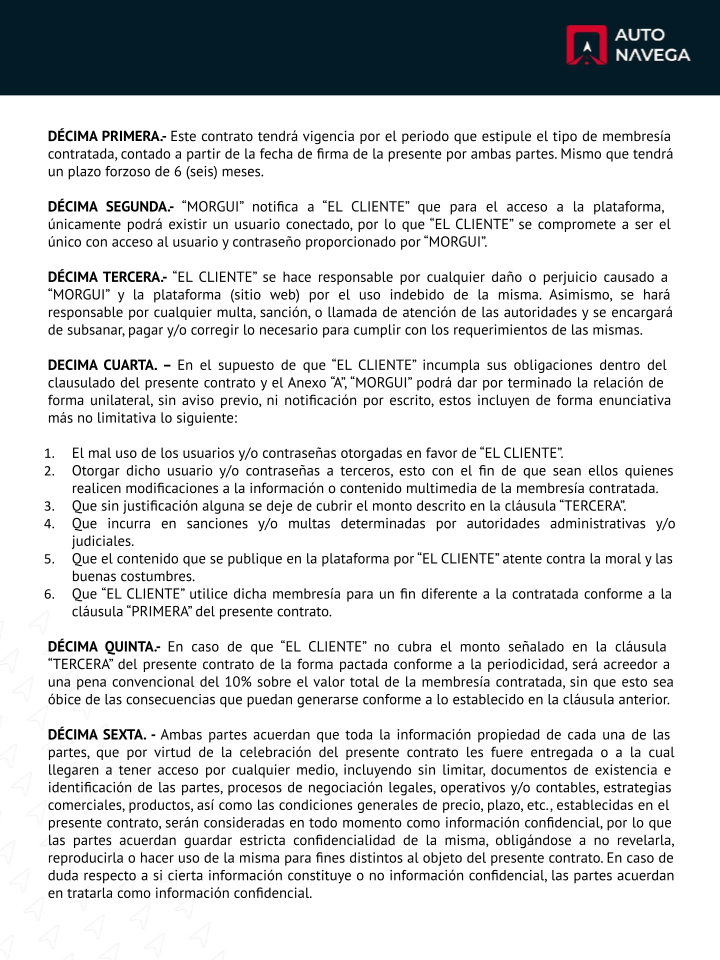 AUTO
NAVEGA
DÉCIMA PRIMERA.- Este contrato tendrá vigencia por el periodo que estipule el tipo de membresía
contratada, contado a partir de la fecha de firma de la presente por ambas partes. Mismo que tendrá
un plazo forzoso de 6 (seis) meses.
DÉCIMA SEGUNDA.- “MORGUI” notifica a “EL CLIENTE” que para el acceso a la plataforma,
únicamente podrá existir un usuario conectado, por lo que “EL CLIENTE” se compromete a ser el
único con acceso al usuario y contraseño proporcionado por “MORGUI”.
DÉCIMA TERCERA.- “EL CLIENTE” se hace responsable por cualquier daño o perjuicio causado a
“MORGUI” y la plataforma (sitio web) por el uso indebido de la misma. Asimismo, se hará
responsable por cualquier multa, sanción, o llamada de atención de las autoridades y se encargará
de subsanar, pagar y/o corregir lo necesario para cumplir con los requerimientos de las mismas.
DECIMA CUARTA. – En el supuesto de que “EL CLIENTE” incumpla sus obligaciones dentro del
clausulado del presente contrato y el Anexo “A”, “MORGUI” podrá dar por terminado la relación de
forma unilateral, sin aviso previo, ni notificación por escrito, estos incluyen de forma enunciativa
más no limitativa lo siguiente:
1. El mal uso de los usuarios y/o contraseñas otorgadas en favor de “EL CLIENTE”.
2. Otorgar dicho usuario y/o contraseñas a terceros, esto con el fin de que sean ellos quienes
realicen modificaciones a la información o contenido multimedia de la membresía contratada.
3. Que sin justificación alguna se deje de cubrir el monto descrito en la cláusula “TERCERA”.
4. Que incurra en sanciones y/o multas determinadas por autoridades administrativas y/o
judiciales.
5. Que el contenido que se publique en la plataforma por “EL CLIENTE” atente contra la moral y las
buenas costumbres.
6. Que “EL CLIENTE” utilice dicha membresía para un fin diferente a la contratada conforme a la
cláusula “PRIMERA” del presente contrato.
DÉCIMA QUINTA.- En caso de que “EL CLIENTE” no cubra el monto señalado en la cláusula
“TERCERA” del presente contrato de la forma pactada conforme a la periodicidad, será acreedor a
una pena convencional del 10% sobre el valor total de la membresía contratada, sin que esto sea
óbice de las consecuencias que puedan generarse conforme a lo establecido en la cláusula anterior.
DÉCIMA SEXTA. - Ambas partes acuerdan que toda la información propiedad de cada una de las
partes, que por virtud de la celebración del presente contrato les fuere entregada o a la cual
llegaren a tener acceso por cualquier medio, incluyendo sin limitar, documentos de existencia e
identificación de las partes, procesos de negociación legales, operativos y/o contables, estrategias
comerciales, productos, así como las condiciones generales de precio, plazo, etc., establecidas en el
presente contrato, serán consideradas en todo momento como información confidencial, por lo que
las partes acuerdan guardar estricta confidencialidad de la misma, obligándose a no revelarla,
reproducirla o hacer uso de la misma para fines distintos al objeto del presente contrato. En caso de
duda respecto a si cierta información constituye o no información confidencial, las partes acuerdan
en tratarla como información confidencial.